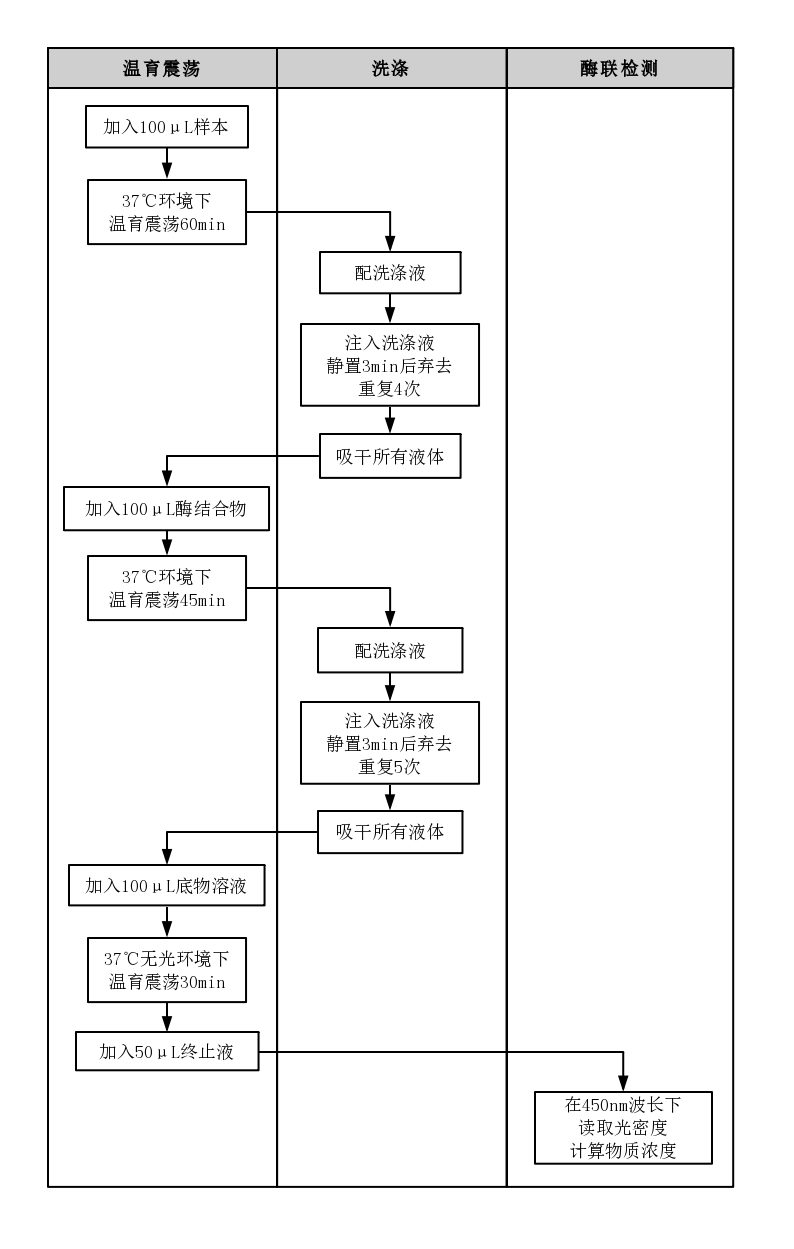 温育震荡
洗涤
酶联检测
加入100μL样本
37℃环境下
温育震荡60min
配洗涤液
注入洗涤液
静置3min后弃去
重复4次
吸干所有液体
加入100μL酶结合物
37℃环境下
温育震荡45min
配洗涤液
注入洗涤液
静置3min后弃去
重复5次
吸干所有液体
加入100μL底物溶液
37℃无光环境下
温育震荡30min
加入50μL终止液
在450nm波长下
读取光密度
计算物质浓度